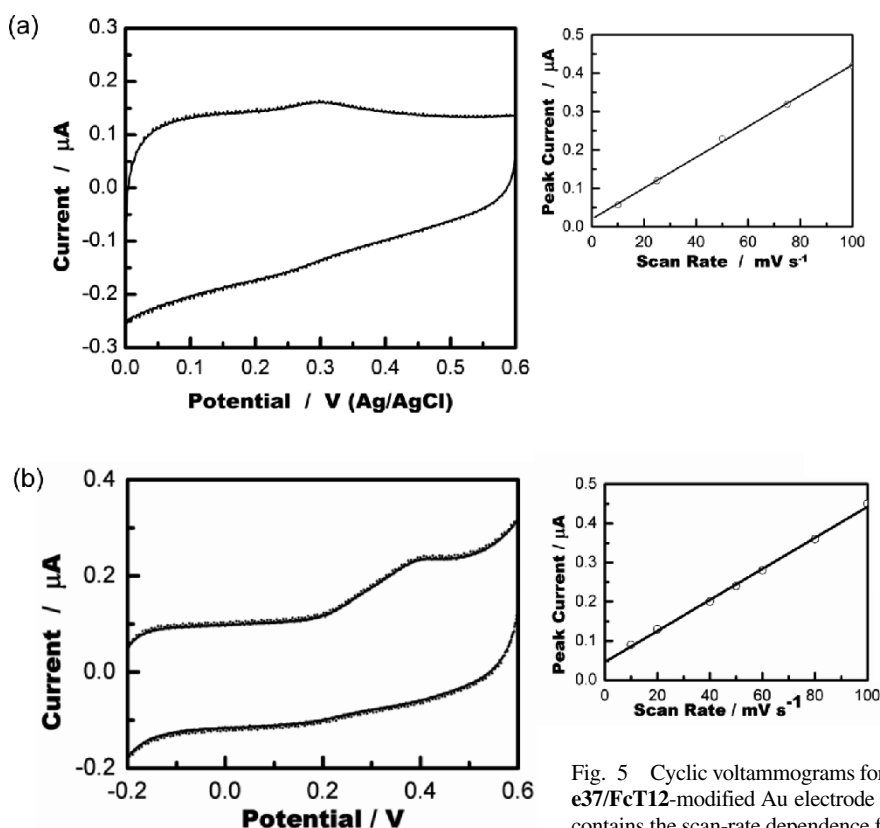 (a)
0.3
0.2
0.1
0.0
-0.1
-0.2
-0.3
Current / μA
0.0 0.1 0.2 0.3 0.4 0.5 0.6
Potential / V (Ag/AgCl)
0.5
0.4
0.3
0.2
0.1
0.0
Peak Current / μA
0 20 40 60 80 100
Scan Rate / mV s⁻¹
(b)
0.4
0.2
0.0
-0.2
Current / μA
-0.2 0.0 0.2 0.4 0.6
Potential / V
0.5
0.4
0.3
0.2
0.1
0.0
Peak Current / μA
0 20 40 60 80 100
Scan Rate / mV s⁻¹
Fig. 5 Cyclic voltammograms for
e37/FcT12-modified Au electrode
contains the scan-rate dependence f